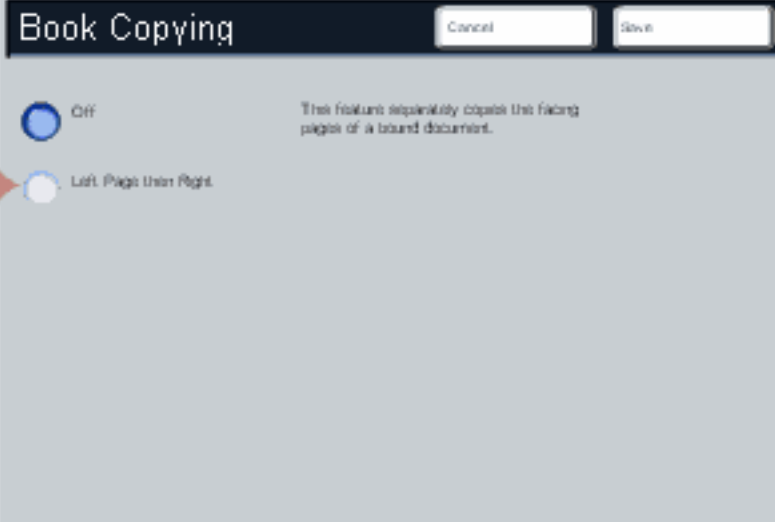 Book Copying
Cancel
Save
Off
This feature separately copies the facing
pages of a bound document.
Left Page then Right